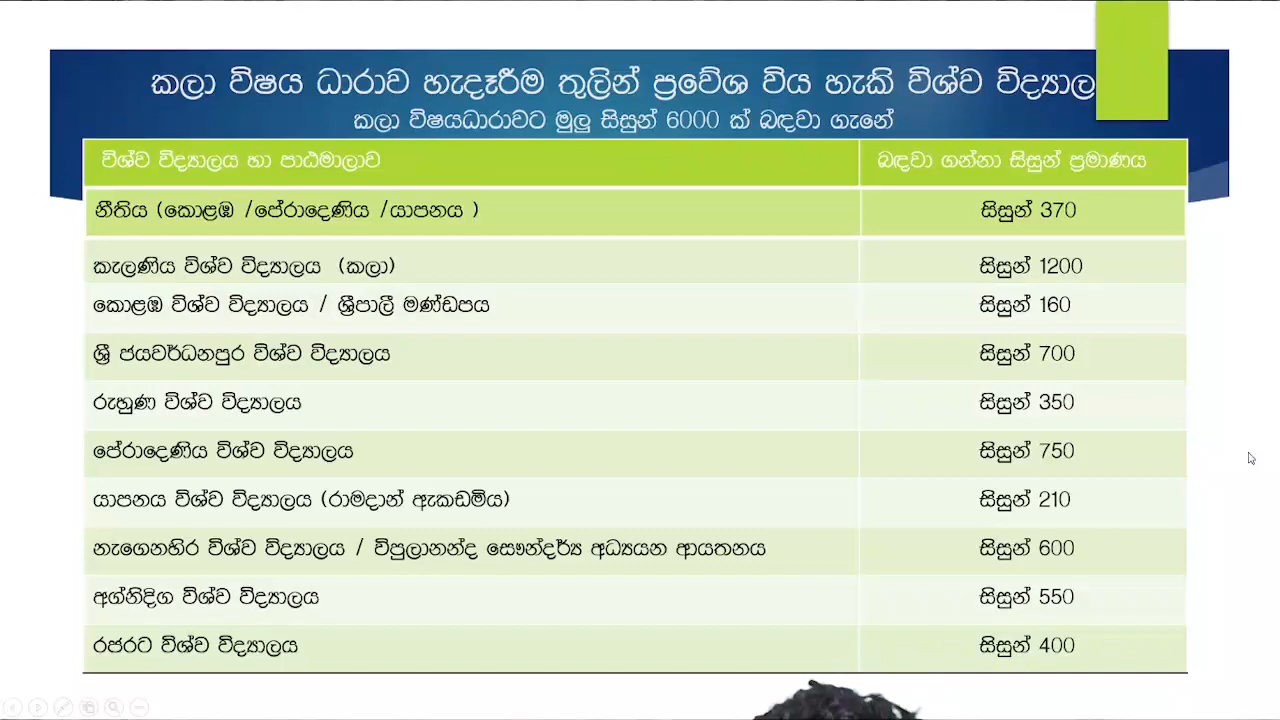 කලා විෂය ධාරාව හැදෑරීම තුලින් ප්‍රවේශ විය හැකි විශ්ව විද්‍යාල
කලා විෂයධාරාවට මුලු සිසුන් 6000 ක් බඳවා ගැනේ
විශ්ව විද්‍යාලය හා පාඨමාලාව බඳවා ගන්නා සිසුන් ප්‍රමාණය
නීතිය (කොළඹ /පේරාදෙණිය /යාපනය ) සිසුන් 370
කැලණිය විශ්ව විද්‍යාලය (කලා) සිසුන් 1200
කොළඹ විශ්ව විද්‍යාලය / ශ්‍රීපාලී මණ්ඩපය සිසුන් 160
ශ්‍රී ජයවර්ධනපුර විශ්ව විද්‍යාලය සිසුන් 700
රුහුණ විශ්ව විද්‍යාලය සිසුන් 350
පේරාදෙණිය විශ්ව විද්‍යාලය සිසුන් 750
යාපනය විශ්ව විද්‍යාලය (රාමදාන් ඇකඩමිය) සිසුන් 210
නැගෙනහිර විශ්ව විද්‍යාලය / විපුලානන්ද සෞන්දර්ය අධ්‍යයන ආයතනය සිසුන් 600
අග්නිදිග විශ්ව විද්‍යාලය සිසුන් 550
රජරට විශ්ව විද්‍යාලය සිසුන් 400